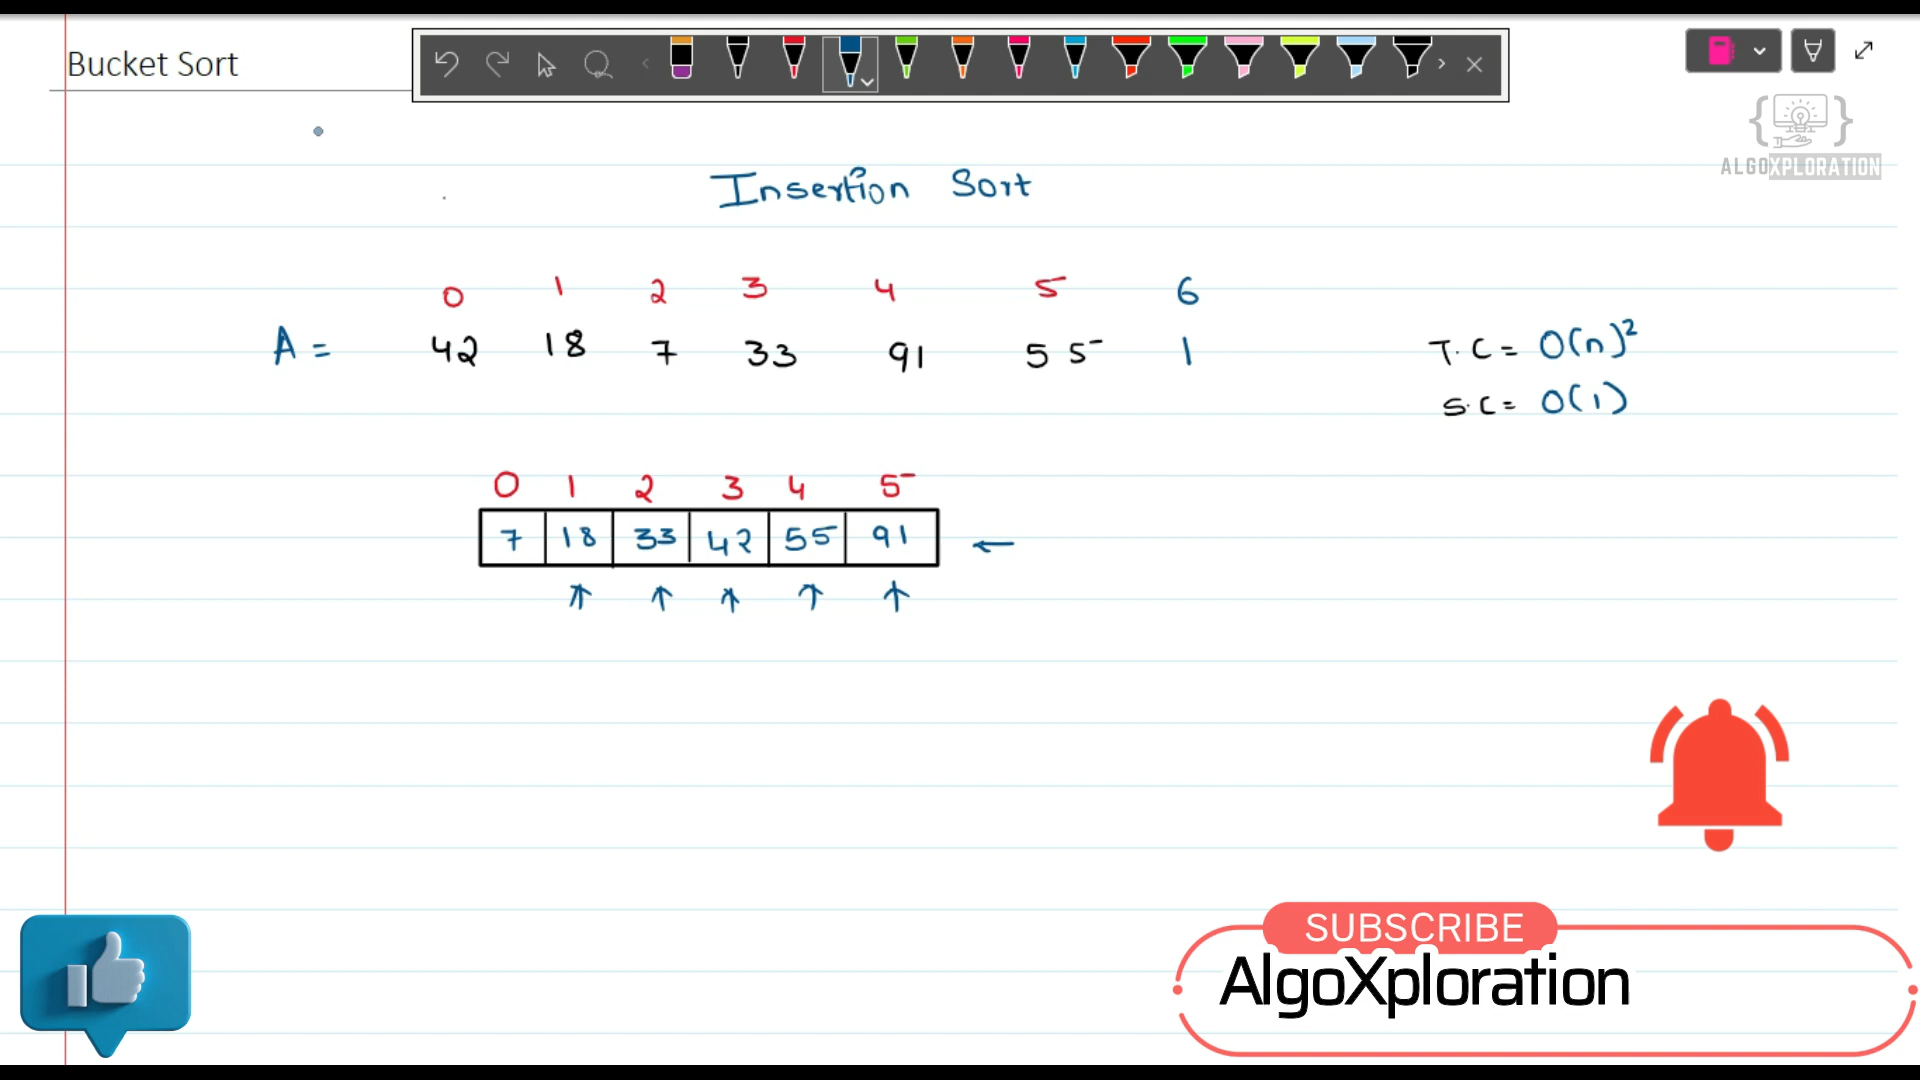 Bucket Sort
ALGOXPLORATION
Insertion Sort
0 1 2 3 4 5 6
A = 42 18 7 33 91 55 1
T.C = O(n)²
S.C = O(1)
0 1 2 3 4 5
7 18 33 42 55 91
SUBSCRIBE
AlgoXploration